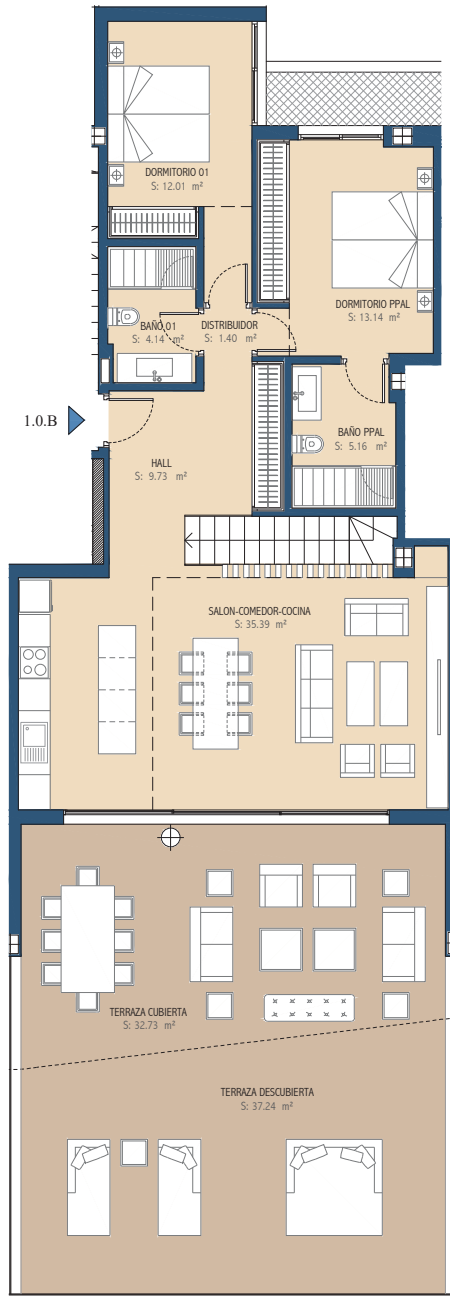 DORMITORIO 01
S: 12.01 m²
DORMITORIO PPAL
S: 13.14 m²
BAÑO 01
S: 4.14 m²
DISTRIBUIDOR
S: 1.40 m²
1.0.B
BAÑO PPAL
S: 5.16 m²
HALL
S: 9.73 m²
SALON-COMEDOR-COCINA
S: 35.39 m²
TERRAZA CUBIERTA
S: 32.73 m²
TERRAZA DESCUBIERTA
S: 37.24 m²